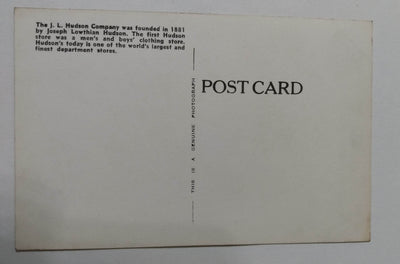 The J. L. Hudson Company was founded in 1881
by Joseph Lowthian Hudson. The first Hudson
store was a men's and boys' clothing store.
Hudson's today is one of the world's largest and
finest department stores.
POST CARD
THIS IS A GENUINE PHOTOGRAPH